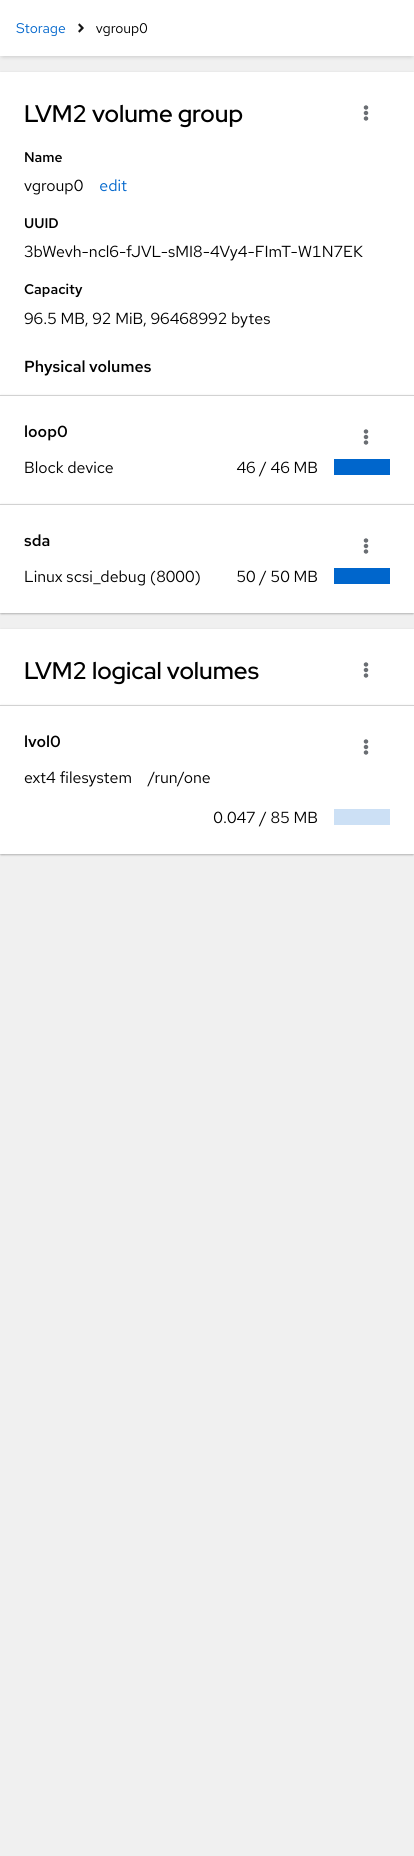 Storage > vgroup0
LVM2 volume group
Name
vgroup0 edit
UUID
3bWevh-ncl6-fJVL-sMI8-4Vy4-FlmT-W1N7EK
Capacity
96.5 MB, 92 MiB, 96468992 bytes
Physical volumes
loop0
Block device 46 / 46 MB
sda
Linux scsi_debug (8000) 50 / 50 MB
LVM2 logical volumes
lvol0
ext4 filesystem /run/one
0.047 / 85 MB